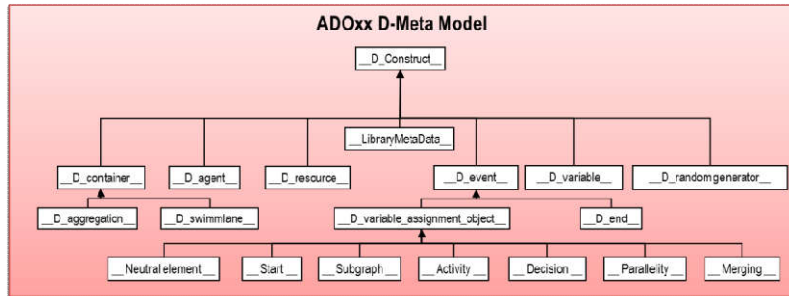 ADOxx D-Meta Model
__D_Construct__
__LibraryMetaData__
__D_container__ __D_agent__ __D_resource__ __D_event__ __D_variable__ __D_random generator__
__D_aggregation__ __D_swimmlane__ __D_variable_assignment_object__ __D_end__
__Neutral element__ __Start__ __Subgraph__ __Activity__ __Decision__ __Parallelity__ __Merging__